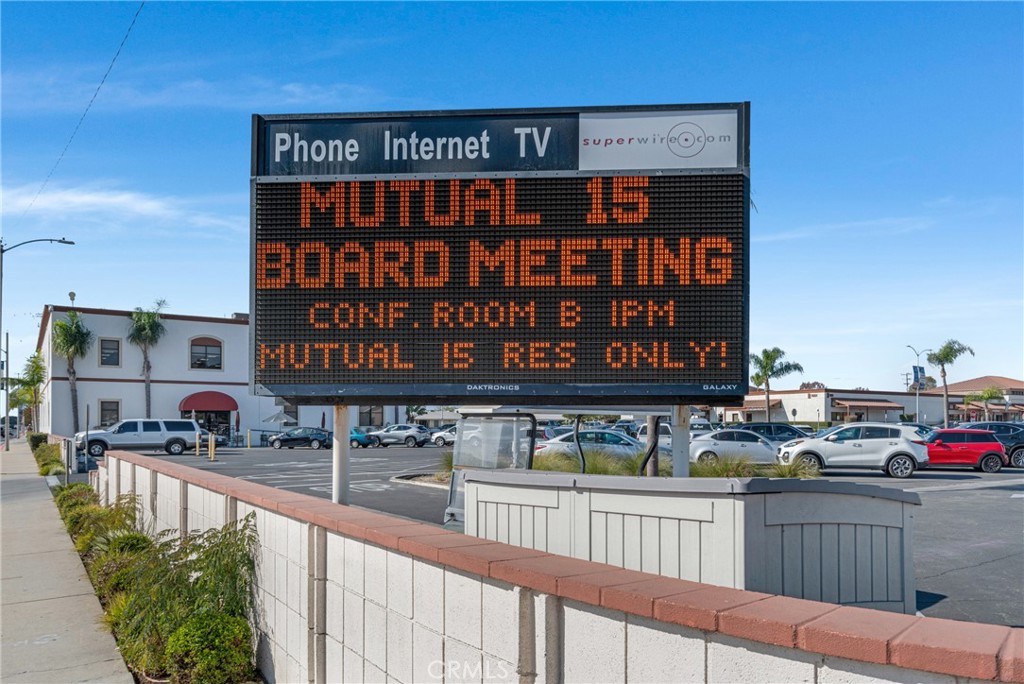 Phone Internet TV
superwire.com
MUTUAL 15
BOARD MEETING
CONF. ROOM B 1PM
MUTUAL 15 RES ONLY!
DAKTRONICS GALAXY
CRMLS